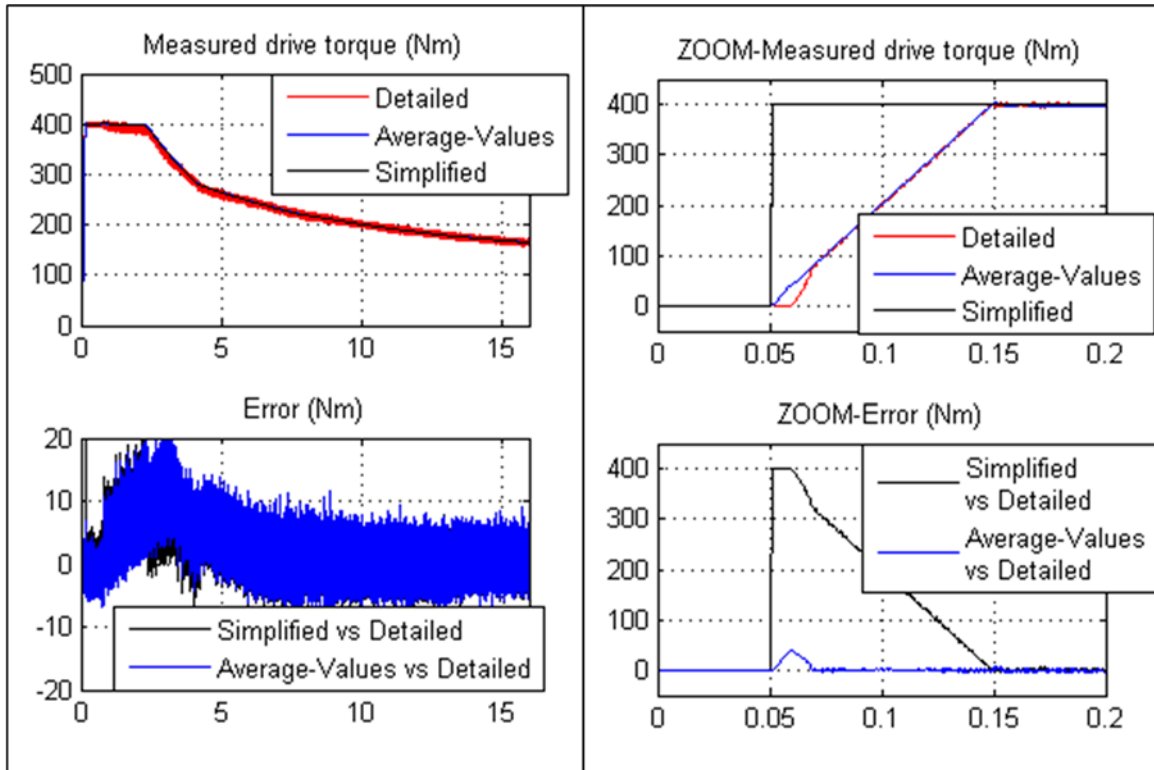 Measured drive torque (Nm)
500
400
300
200
100
0
0 5 10 15
Detailed
Average-Values
Simplified
ZOOM-Measured drive torque (Nm)
400
300
200
100
0
0 0.05 0.1 0.15 0.2
Detailed
Average-Values
Simplified
Error (Nm)
20
10
0
-10
-20
0 5 10 15
Simplified vs Detailed
Average-Values vs Detailed
ZOOM-Error (Nm)
400
300
400
100
0
0 0.05 0.1 0.15 0.2
Simplified
vs Detailed
Average-Values
vs Detailed